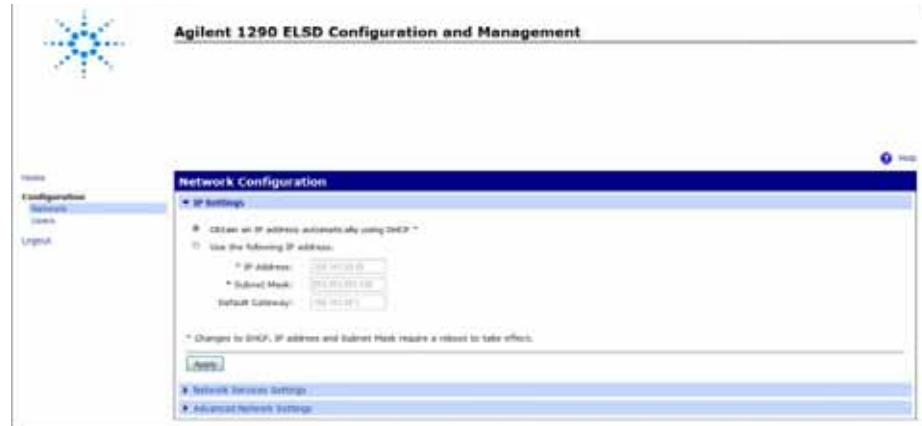 Agilent 1290 ELSD Configuration and Management
Help
Home
Configuration
Network
Users
Logout
Network Configuration
IP Settings
Obtain an IP address automatically using DHCP *
Use the following IP address:
* IP Address:
* Subnet Mask:
Default Gateway:
* Changes to DHCP, IP address and Subnet Mask require a reboot to take effect.
Apply
Network Services Settings
Advanced Network Settings